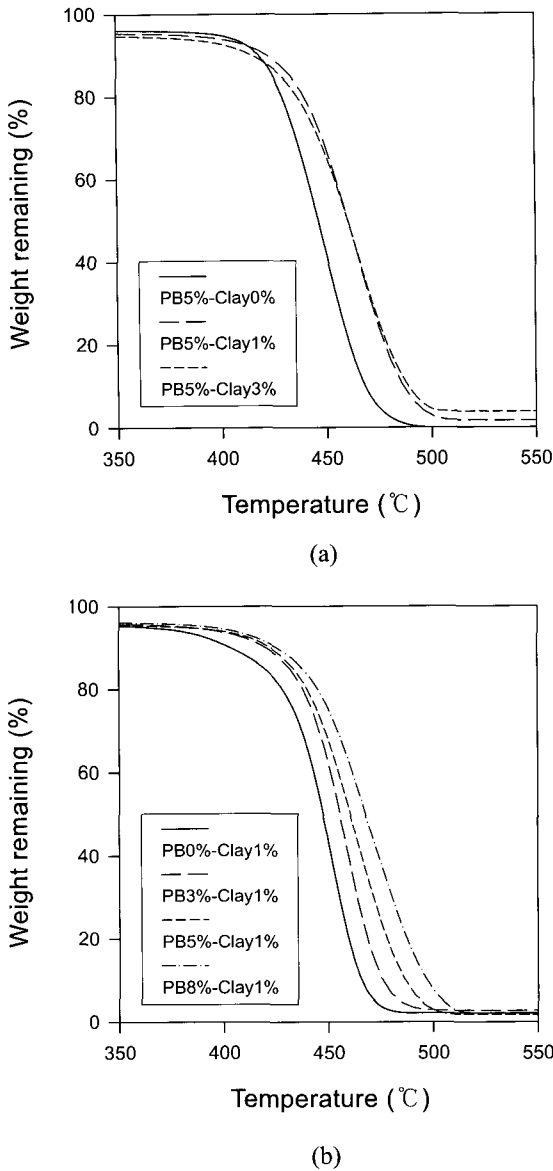 100
80
60
40
20
0
Weight remaining (%)
PB5%-Clay0%
PB5%-Clay1%
PB5%-Clay3%
350 400 450 500 550
Temperature (℃)
(a)
100
80
60
40
20
0
Weight remaining (%)
PB0%-Clay1%
PB3%-Clay1%
PB5%-Clay1%
PB8%-Clay1%
350 400 450 500 550
Temperature (℃)
(b)